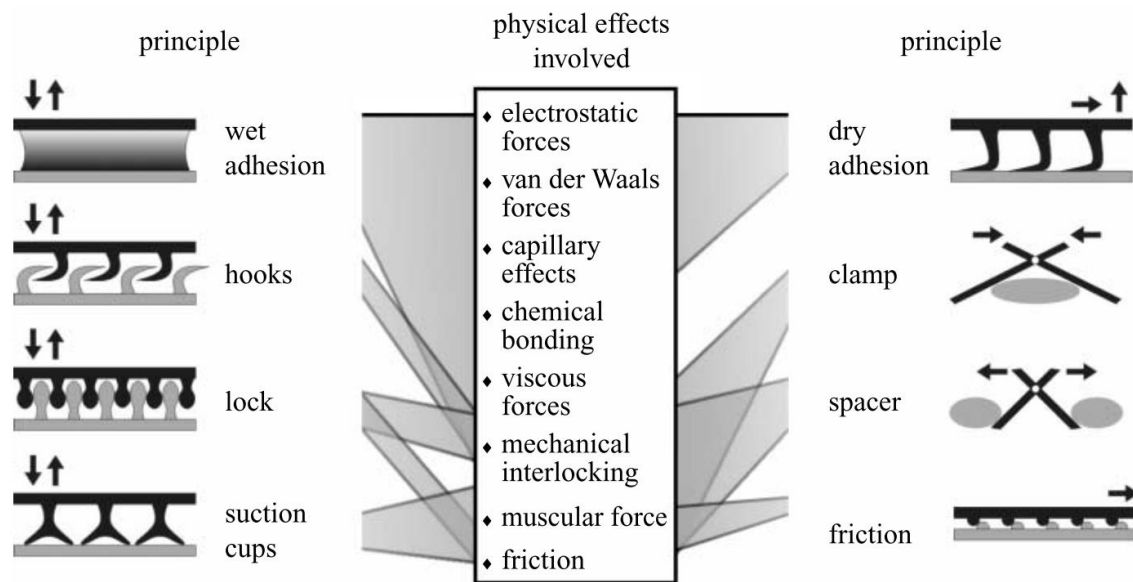 principle
wet
adhesion
hooks
lock
suction
cups
physical effects
involved
♦ electrostatic
forces
♦ van der Waals
forces
♦ capillary
effects
♦ chemical
bonding
♦ viscous
forces
♦ mechanical
interlocking
♦ muscular force
♦ friction
principle
dry
adhesion
clamp
spacer
friction